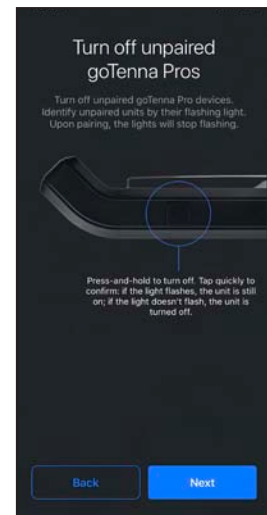 Turn off unpaired
goTenna Pros
Turn off unpaired goTenna Pro devices.
Identify unpaired units by their flashing light.
Upon pairing, the lights will stop flashing.
Press-and-hold to turn off. Tap quickly to
confirm: if the light flashes, the unit is still
on; if the light doesn't flash, the unit is
turned off.
Back
Next